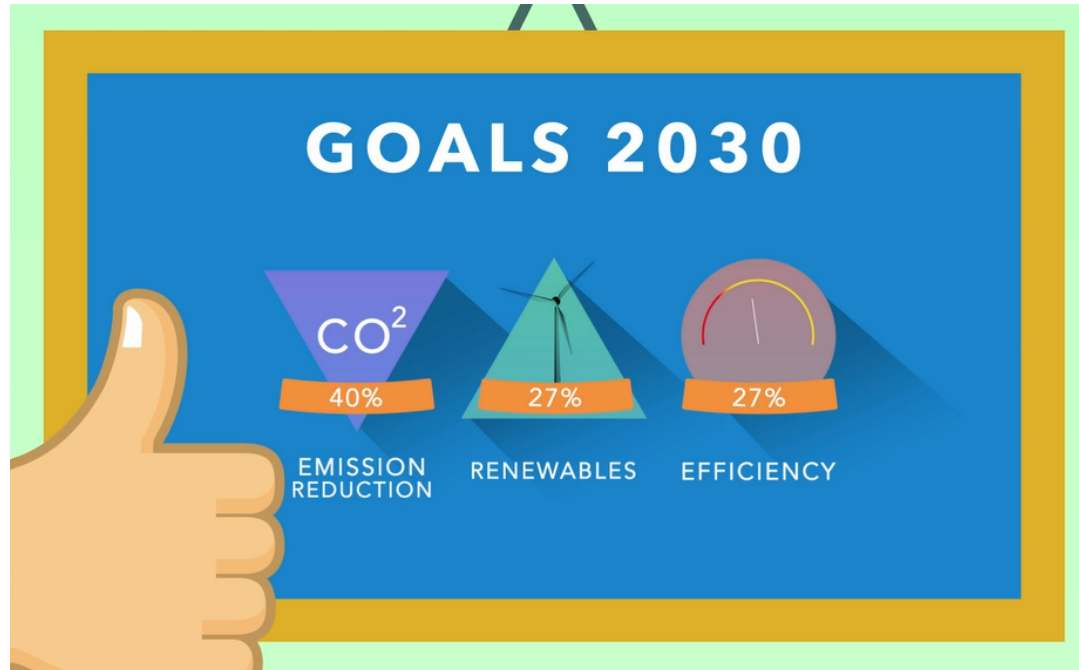 GOALS 2030
CO²
40%
27%
27%
EMISSION
REDUCTION
RENEWABLES
EFFICIENCY